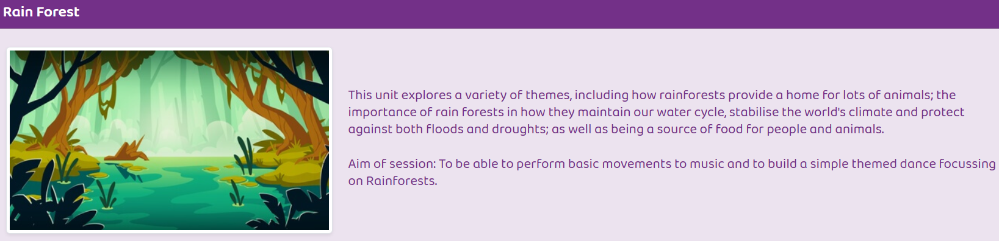 Rain Forest
This unit explores a variety of themes, including how rainforests provide a home for lots of animals; the
importance of rain forests in how they maintain our water cycle, stabilise the world's climate and protect
against both floods and droughts; as well as being a source of food for people and animals.
Aim of session: To be able to perform basic movements to music and to build a simple themed dance focussing
on Rainforests.